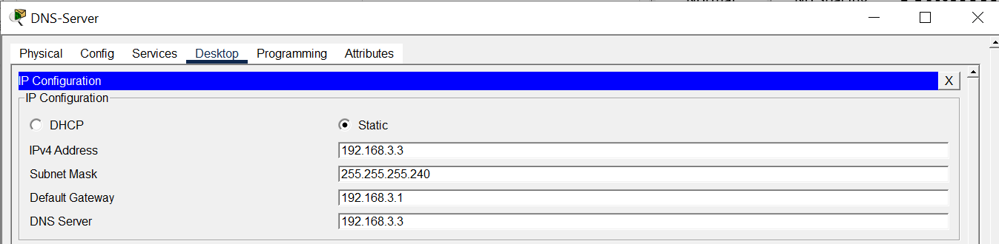 DNS-Server
Physical Config Services Desktop Programming Attributes
IP Configuration X
IP Configuration
DHCP Static
IPv4 Address 192.168.3.3
Subnet Mask 255.255.255.240
Default Gateway 192.168.3.1
DNS Server 192.168.3.3